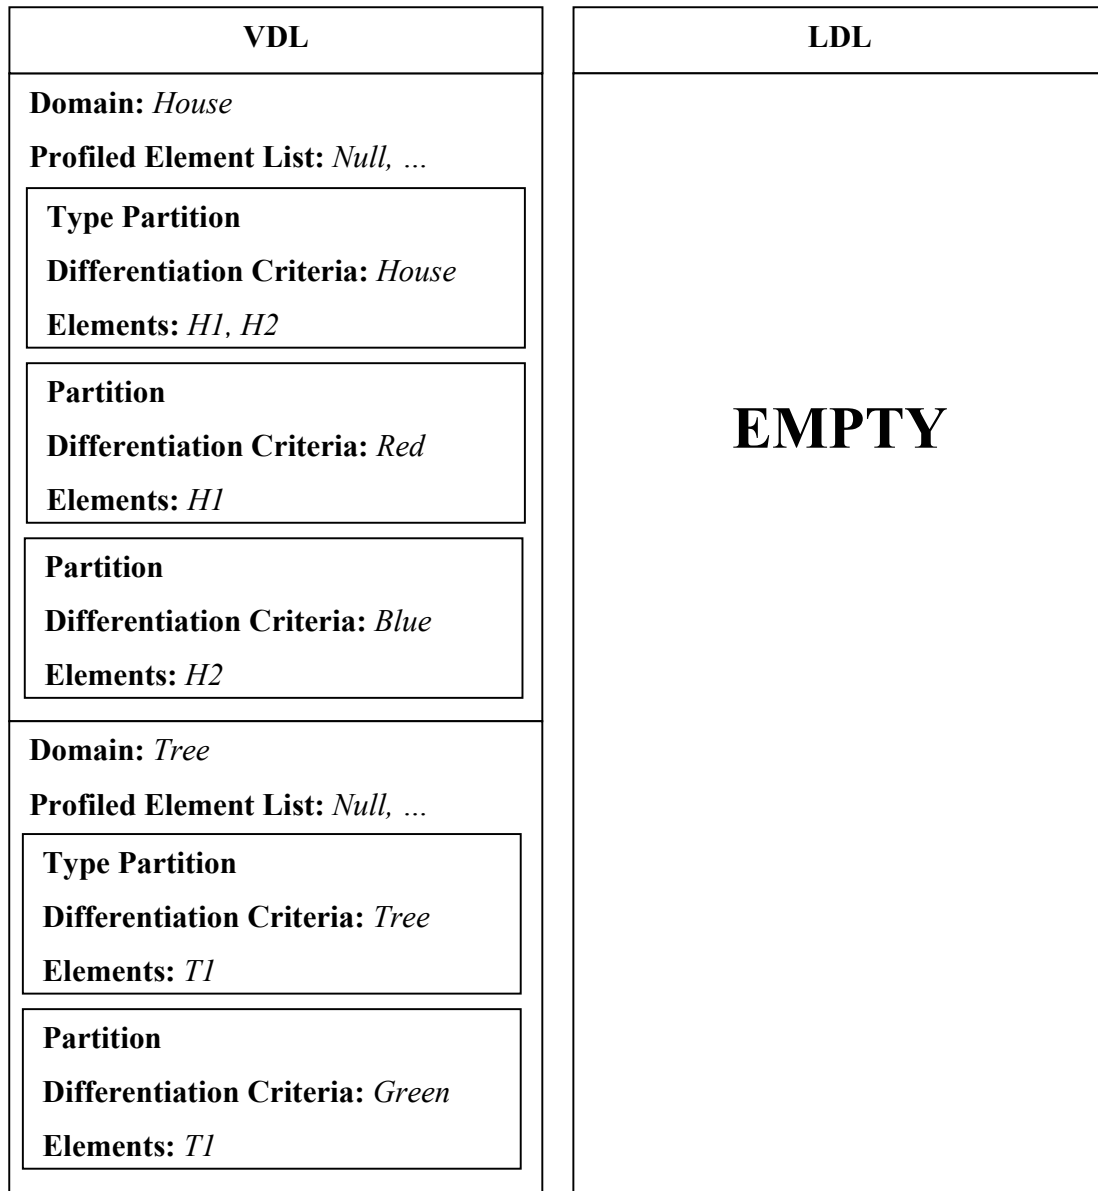 VDL
Domain: House
Profiled Element List: Null, …
Type Partition
Differentiation Criteria: House
Elements: H1, H2
Partition
Differentiation Criteria: Red
Elements: H1
Partition
Differentiation Criteria: Blue
Elements: H2
Domain: Tree
Profiled Element List: Null, …
Type Partition
Differentiation Criteria: Tree
Elements: T1
Partition
Differentiation Criteria: Green
Elements: T1
LDL
EMPTY